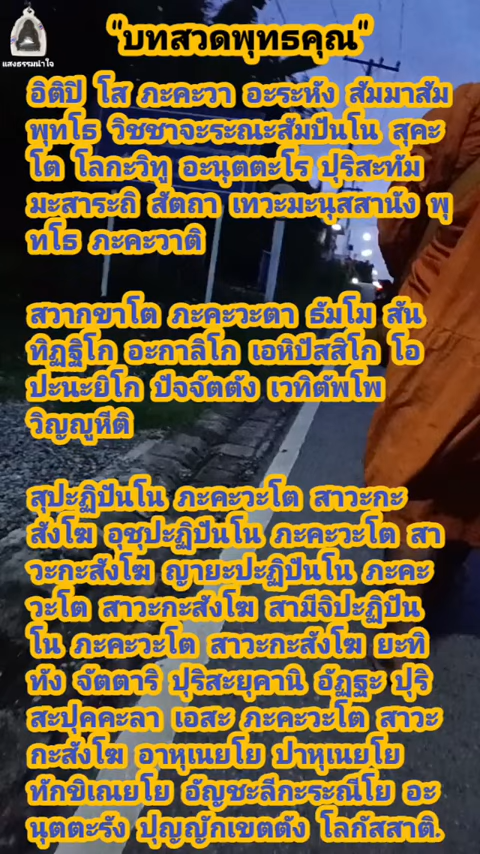 แสงธรรมนำใจ
"บทสวดพุทธคุณ"
อิติปิ โส ภะคะวา อะระหัง สัมมาสัม
พุทโธ วิชชาจะระณะสัมปันโน สุคะ
โต โลกะวิทู อะนุตตะโร ปุริสะทัม
มะสาระถิ สัตถา เทวะมะนุสสานัง พุ
ทโธ ภะคะวาติ
สวากขาโต ภะคะวะตา ธัมโม สัน
ทิฏฐิโก อะกาลิโก เอหิปัสสิโก โอ
ปะนะยิโก ปัจจัตตัง เวทิตัพโพ
วิญญูหีติ
สุปะฏิปันโน ภะคะวะโต สาวะกะ
สังโฆ อุชุปะฏิปันโน ภะคะวะโต สา
วะกะสังโฆ ญายะปะฏิปันโน ภะคะ
วะโต สาวะกะสังโฆ สามีจิปะฏิปัน
โน ภะคะวะโต สาวะกะสังโฆ ยะทิ
ทัง จัตตาริ ปุริสะยุคานิ อัฏฐะ ปุริ
สะปุคคะลา เอสะ ภะคะวะโต สาวะ
กะสังโฆ อาหุเนยโย ปาหุเนยโย
ทักขิเณยโย อัญชะลีกะระณีโย อะ
นุตตะรัง ปุญญักเขตตัง โลกัสสาติ.